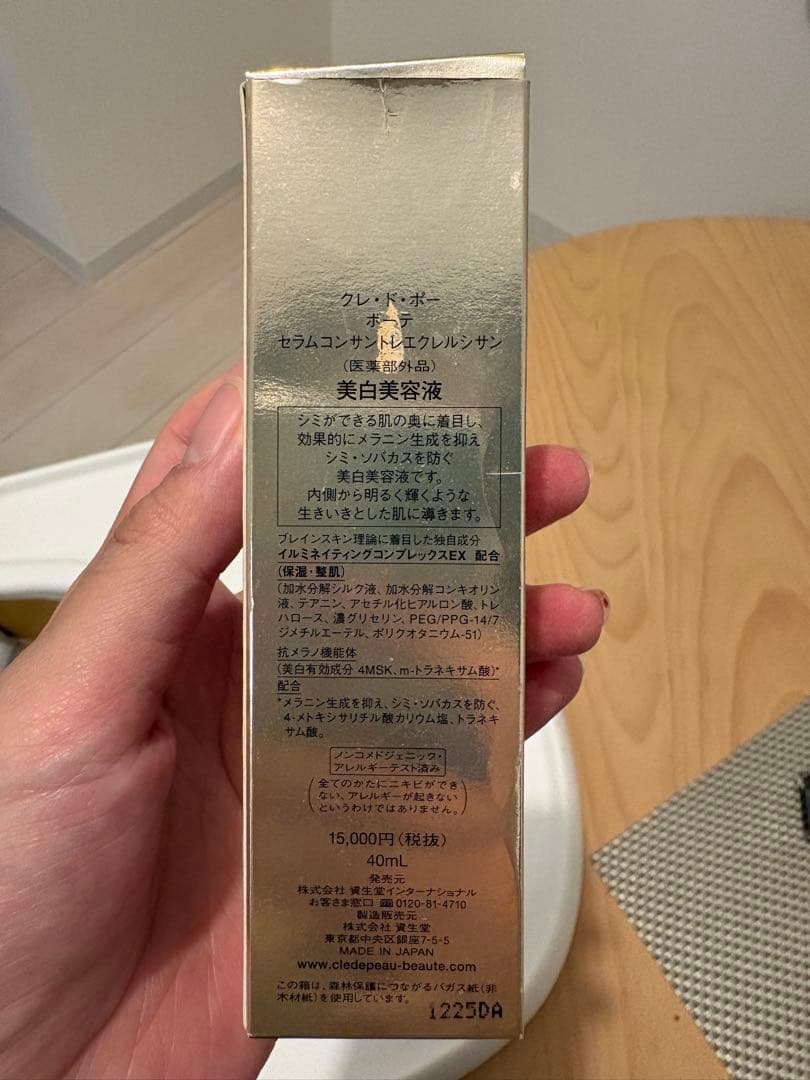 クレ・ド・ポー
ボーテ
セラムコンサントレエクレルシサン
（医薬部外品）
美白美容液
シミができる肌の奥に着目し、
効果的にメラニン生成を抑え
シミ・ソバカスを防ぐ
美白美容液です。
内側から明るく輝くような
生きいきとした肌に導きます。
ブレインスキン理論に着目した独自成分
イルミネイティングコンプレックスEX 配合
（保湿・整肌）
（加水分解シルク液、加水分解コンキオリン
液、テアニン、アセチル化ヒアルロン酸、トレ
ハロース、濃グリセリン、PEG/PPG-14/7
ジメチルエーテル、ポリクオタニウム-51）
抗メラノ機能体
（美白有効成分 4MSK、m-トラネキサム酸）*
配合
*メラニン生成を抑え、シミ・ソバカスを防ぐ、
4-メトキシサリチル酸カリウム塩、トラネキ
サム酸。
ノンコメドジェニック・
アレルギーテスト済み
（全てのかたにニキビができ
ない、アレルギーが起きない
というわけではありません。）
15,000円（税抜）
40mL
発売元
株式会社 資生堂インターナショナル
お客さま窓口 0120-81-4710
製造販売元
株式会社 資生堂
東京都中央区銀座7-5-5
MADE IN JAPAN
www.cledepeau-beaute.com
この箱は、森林保護につながるバガス紙（非
木材紙）を使用しています。
1225DA